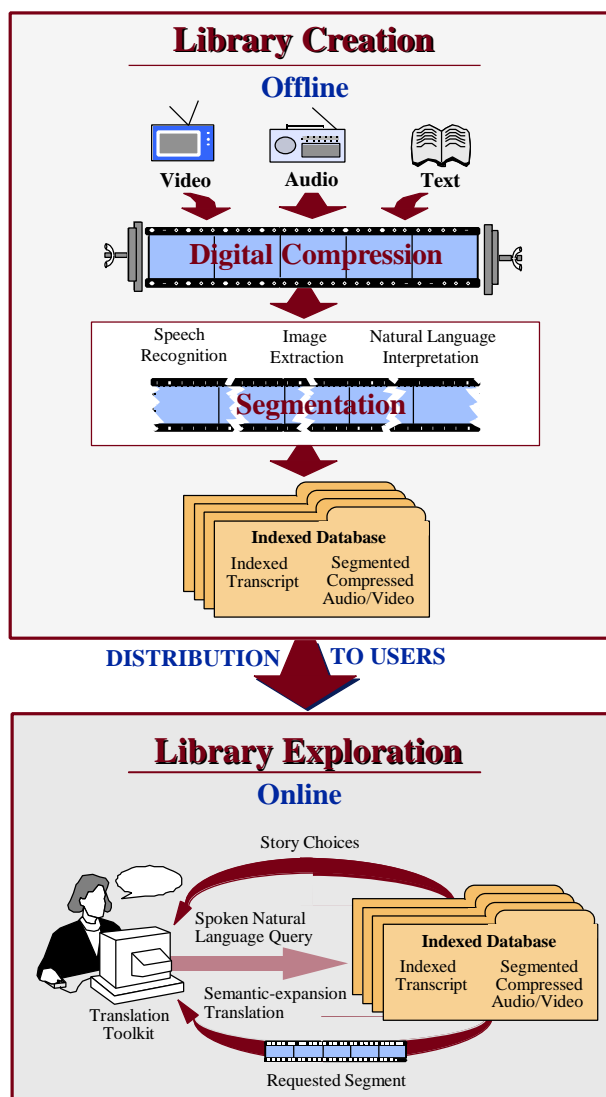 Library Creation
Offline
Video
Audio
Text
Digital Compression
Speech
Recognition
Image
Extraction
Natural Language
Interpretation
Segmentation
Indexed Database
Indexed
Transcript
Segmented
Compressed
Audio/Video
DISTRIBUTION TO USERS
Library Exploration
Online
Story Choices
Spoken Natural
Language Query
Semantic-expansion
Translation
Translation
Toolkit
Indexed Database
Indexed
Transcript
Segmented
Compressed
Audio/Video
Requested Segment